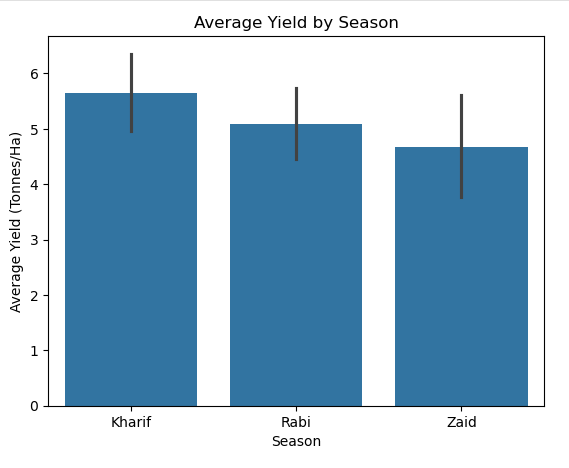 Average Yield by Season
Average Yield (Tonnes/Ha)
6
5
4
3
2
1
0
Kharif Rabi Zaid
Season